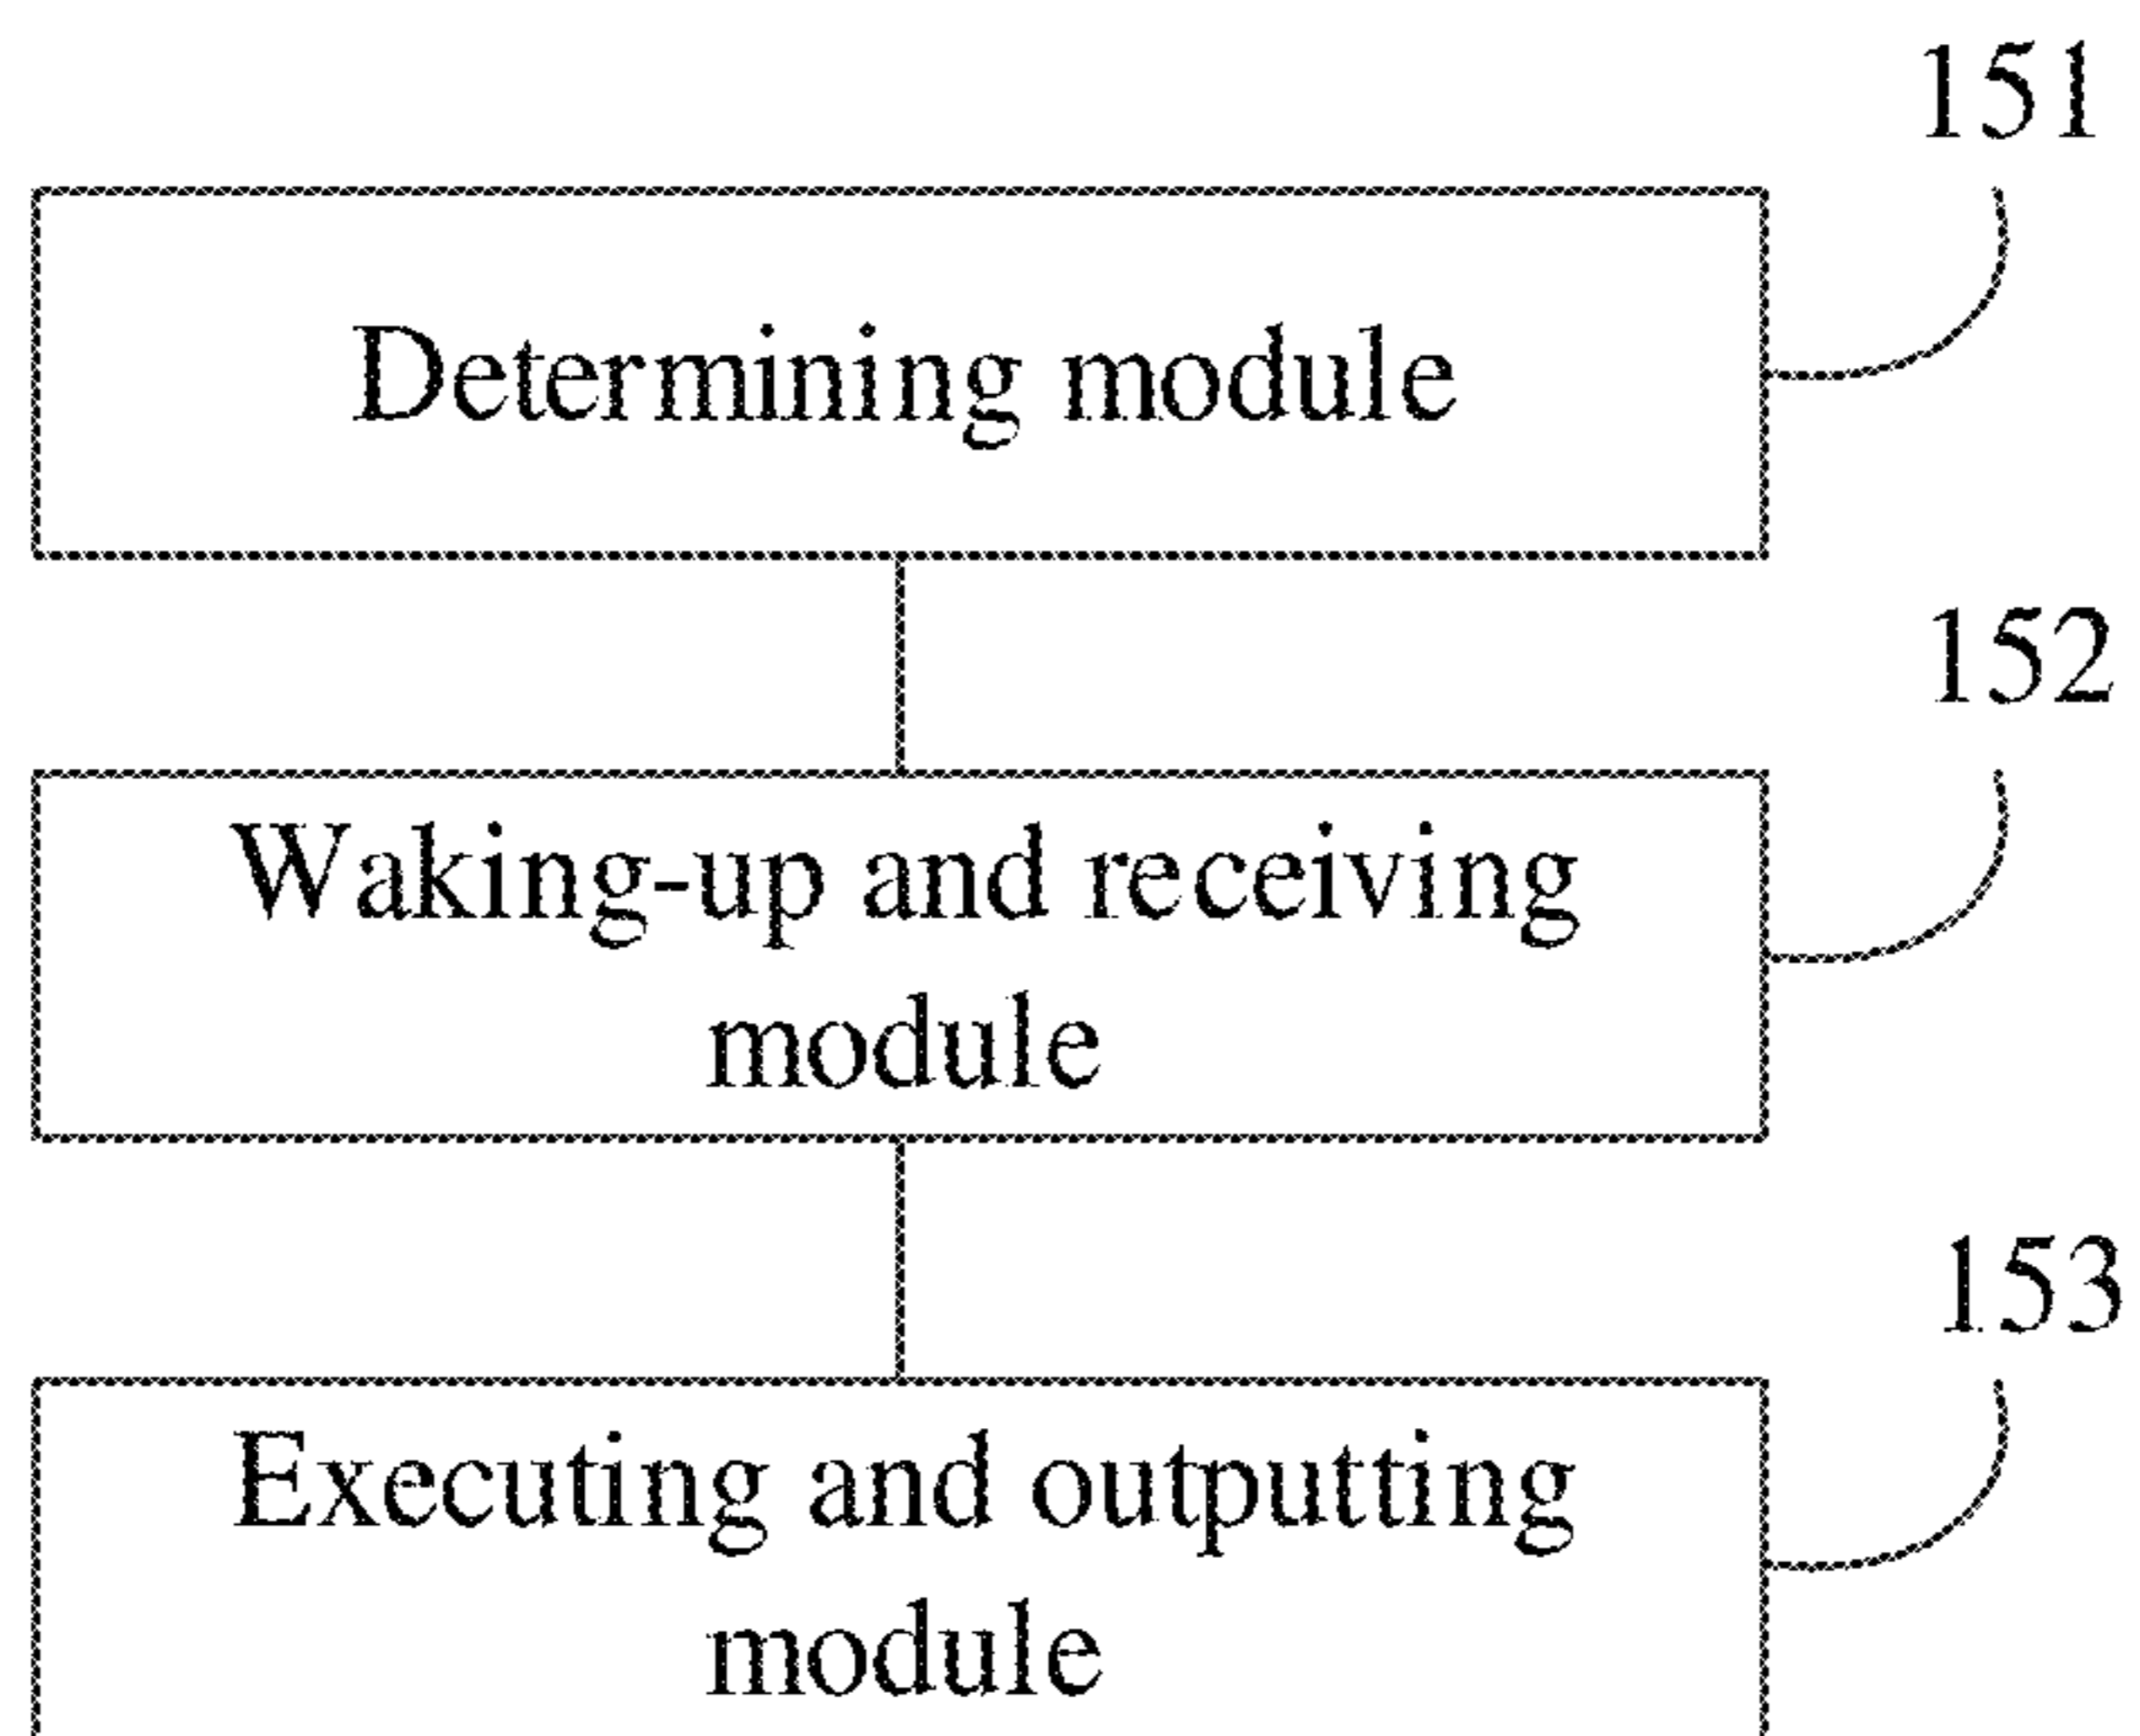 151
Determining module
152
Waking-up and receiving
module
153
Executing and outputting
module